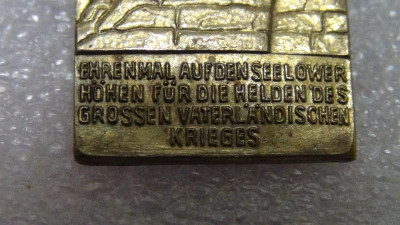 EHRENMAL AUF DEN SEELOWER
HÖHEN FÜR DIE HELDEN DES
GROSSEN VATERLÄNDISCHEN
KRIEGES